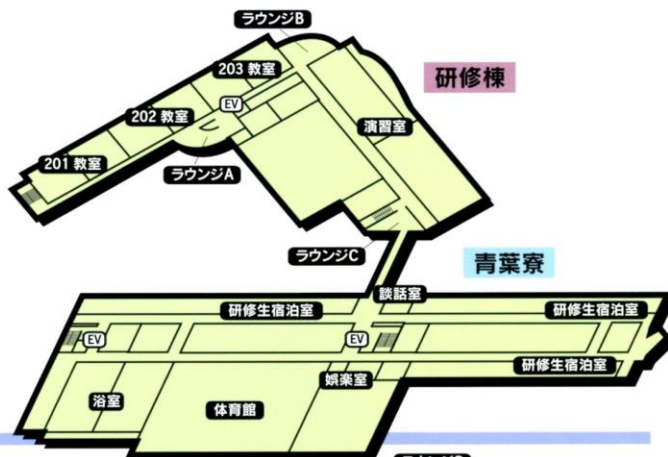 ラウンジB
203 教室
研修棟
EV
202 教室
演習室
201 教室
ラウンジA
ラウンジC
青葉寮
談話室
研修生宿泊室
研修生宿泊室
EV
EV
研修生宿泊室
娯楽室
浴室
体育館